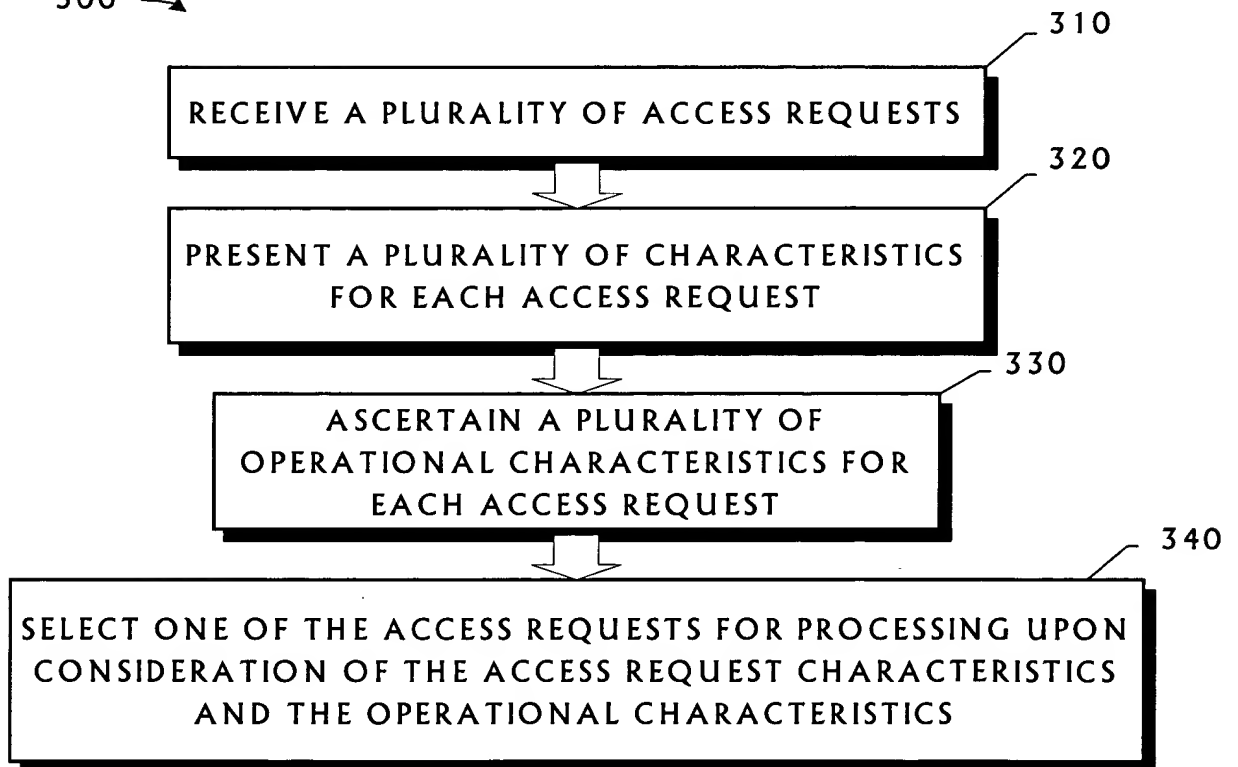 300
310
RECEIVE A PLURALITY OF ACCESS REQUESTS
320
PRESENT A PLURALITY OF CHARACTERISTICS
FOR EACH ACCESS REQUEST
330
ASCERTAIN A PLURALITY OF
OPERATIONAL CHARACTERISTICS FOR
EACH ACCESS REQUEST
340
SELECT ONE OF THE ACCESS REQUESTS FOR PROCESSING UPON
CONSIDERATION OF THE ACCESS REQUEST CHARACTERISTICS
AND THE OPERATIONAL CHARACTERISTICS